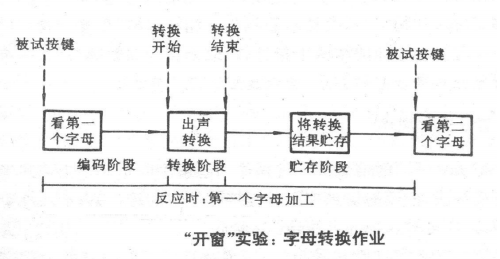 被试按键
转换
开始
转换
结束
被试按键
看第一
个字母
出声
转换
将转换
结果贮存
看第二
个字母
编码阶段
转换阶段
贮存阶段
反应时:第一个字母加工
“开窗”实验:字母转换作业